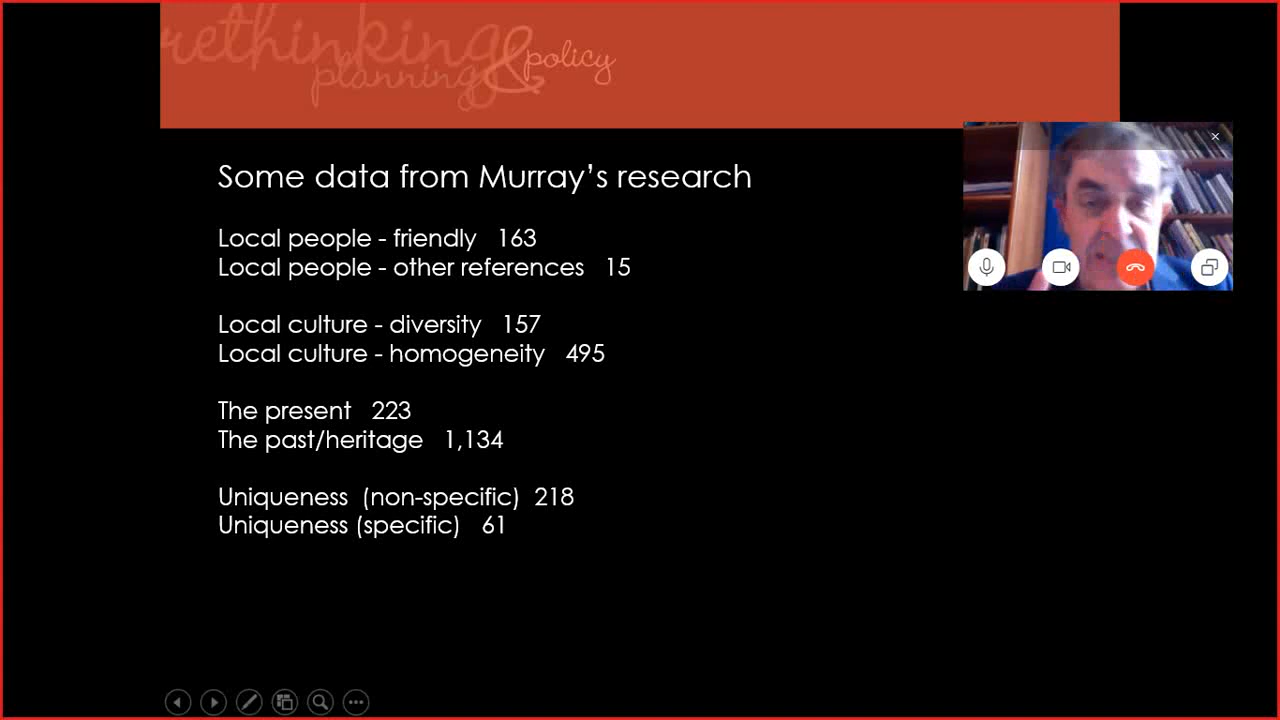 rethinking
planning & policy
Some data from Murray’s research
Local people - friendly 163
Local people - other references 15
Local culture - diversity 157
Local culture - homogeneity 495
The present 223
The past/heritage 1,134
Uniqueness (non-specific) 218
Uniqueness (specific) 61